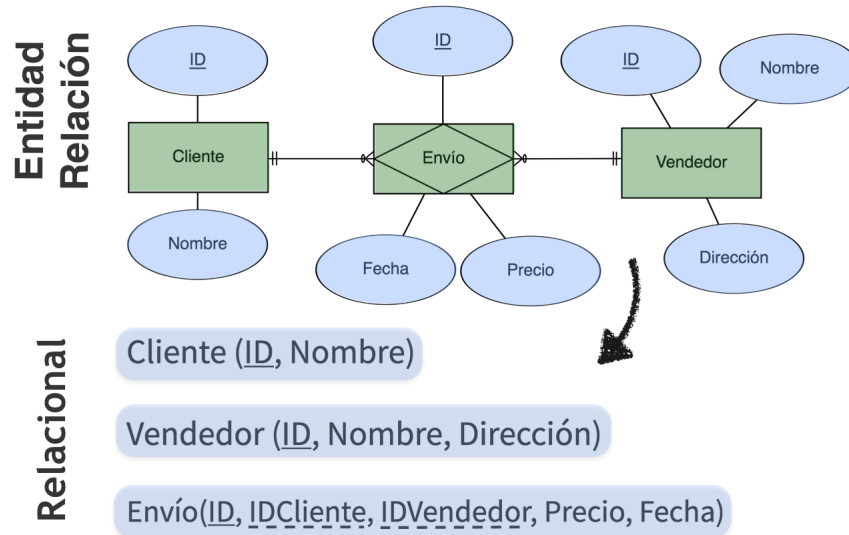 Entidad
Relación
ID
ID
ID
Nombre
Cliente
Envío
Vendedor
Nombre
Fecha
Precio
Dirección
Relacional
Cliente (ID, Nombre)
Vendedor (ID, Nombre, Dirección)
Envío(ID, IDCliente, IDVendedor, Precio, Fecha)